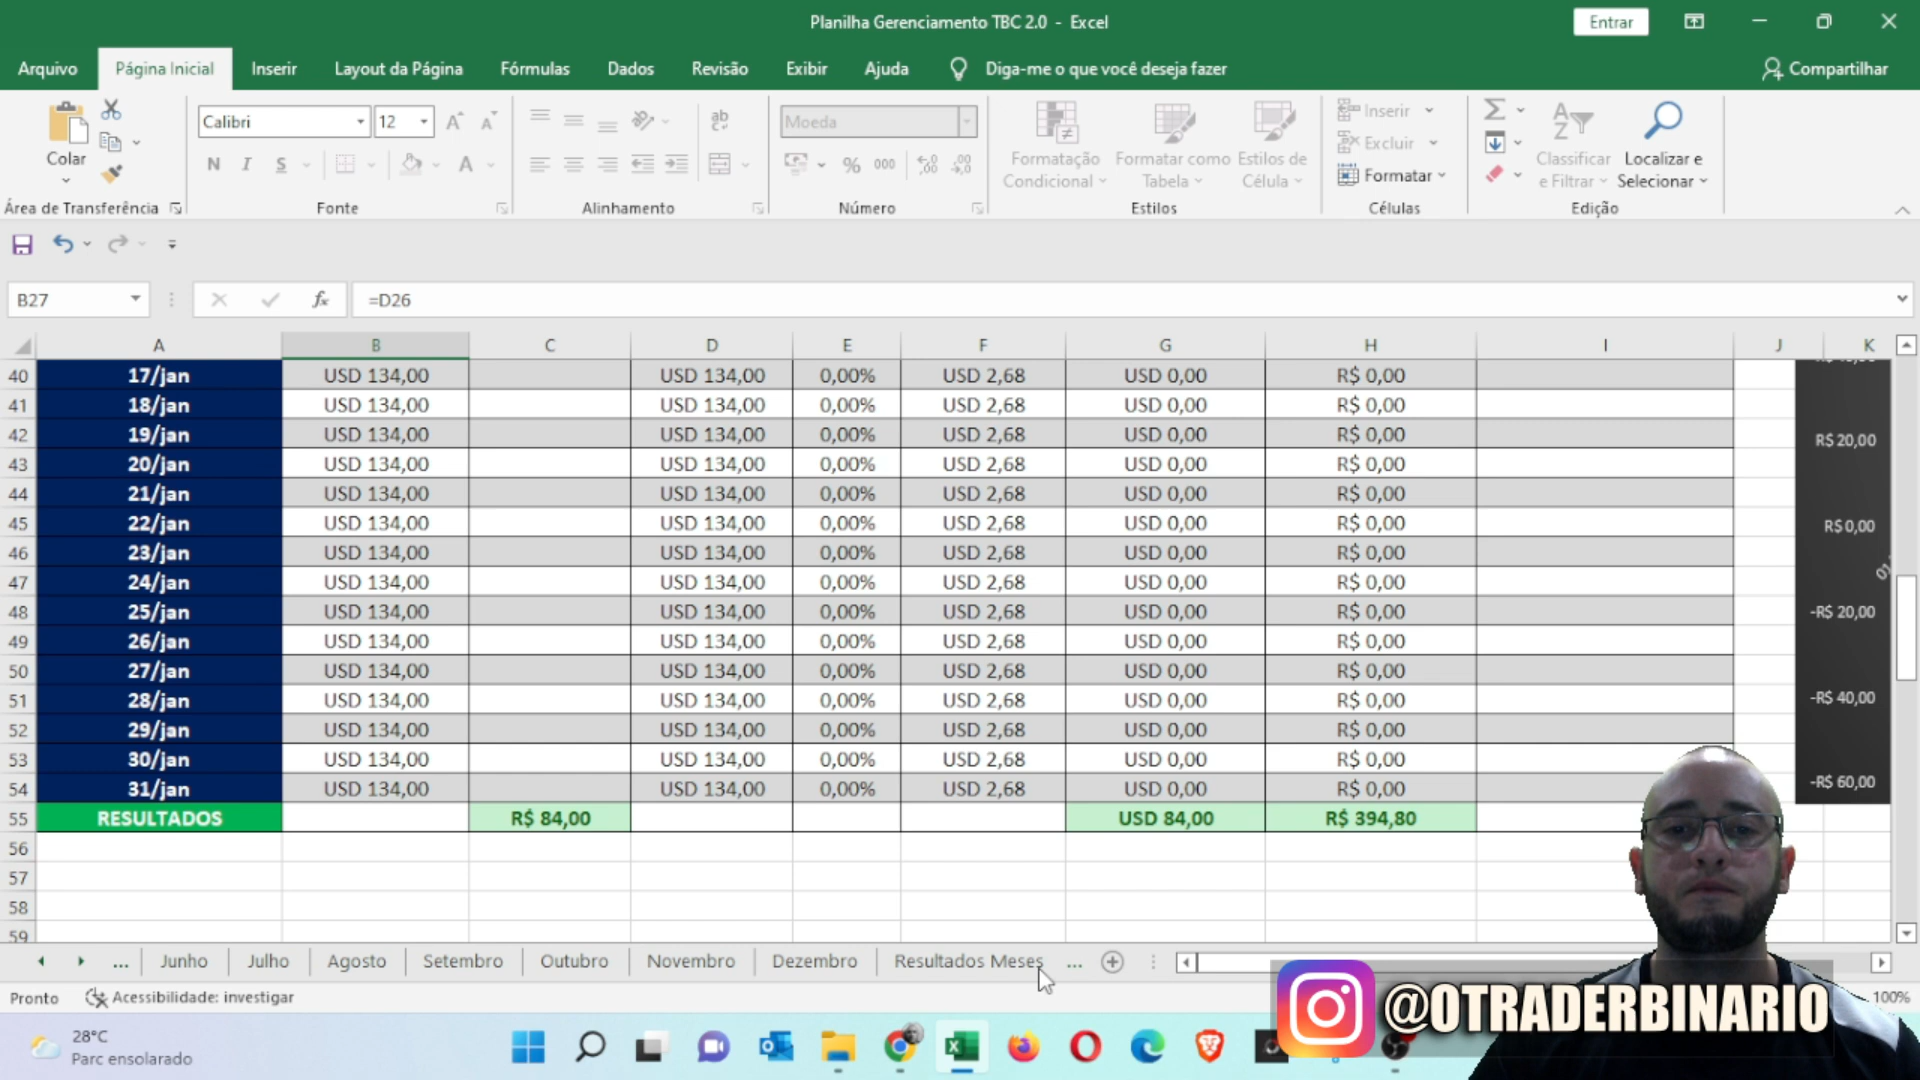 Planilha Gerenciamento TBC 2.0 - Excel
Entrar
Arquivo Página Inicial Inserir Layout da Página Fórmulas Dados Revisão Exibir Ajuda Diga-me o que você deseja fazer Compartilhar
Colar
Calibri 12
N I S
A
ab
Moeda
% 000
Formatação Condicional
Formatar como Tabela
Estilos de Célula
Inserir
Excluir
Formatar
Classificar e Filtrar
Localizar e Selecionar
Área de Transferência Fonte Alinhamento Número Estilos Células Edição
B27 fx =D26
A B C D E F G H I J K
40 17/jan USD 134,00 USD 134,00 0,00% USD 2,68 USD 0,00 R$ 0,00
41 18/jan USD 134,00 USD 134,00 0,00% USD 2,68 USD 0,00 R$ 0,00
42 19/jan USD 134,00 USD 134,00 0,00% USD 2,68 USD 0,00 R$ 0,00 R$ 20,00
43 20/jan USD 134,00 USD 134,00 0,00% USD 2,68 USD 0,00 R$ 0,00
44 21/jan USD 134,00 USD 134,00 0,00% USD 2,68 USD 0,00 R$ 0,00
45 22/jan USD 134,00 USD 134,00 0,00% USD 2,68 USD 0,00 R$ 0,00 R$ 0,00
46 23/jan USD 134,00 USD 134,00 0,00% USD 2,68 USD 0,00 R$ 0,00
47 24/jan USD 134,00 USD 134,00 0,00% USD 2,68 USD 0,00 R$ 0,00
48 25/jan USD 134,00 USD 134,00 0,00% USD 2,68 USD 0,00 R$ 0,00 -R$ 20,00
49 26/jan USD 134,00 USD 134,00 0,00% USD 2,68 USD 0,00 R$ 0,00
50 27/jan USD 134,00 USD 134,00 0,00% USD 2,68 USD 0,00 R$ 0,00
51 28/jan USD 134,00 USD 134,00 0,00% USD 2,68 USD 0,00 R$ 0,00 -R$ 40,00
52 29/jan USD 134,00 USD 134,00 0,00% USD 2,68 USD 0,00 R$ 0,00
53 30/jan USD 134,00 USD 134,00 0,00% USD 2,68 USD 0,00 R$ 0,00
54 31/jan USD 134,00 USD 134,00 0,00% USD 2,68 USD 0,00 R$ 0,00 -R$ 60,00
55 RESULTADOS R$ 84,00 USD 84,00 R$ 394,80
56
57
58
59
... Junho Julho Agosto Setembro Outubro Novembro Dezembro Resultados Meses ...
Pronto Acessibilidade: investigar 100%
@OTRADERBINARIO
28°C
Parc ensolarado